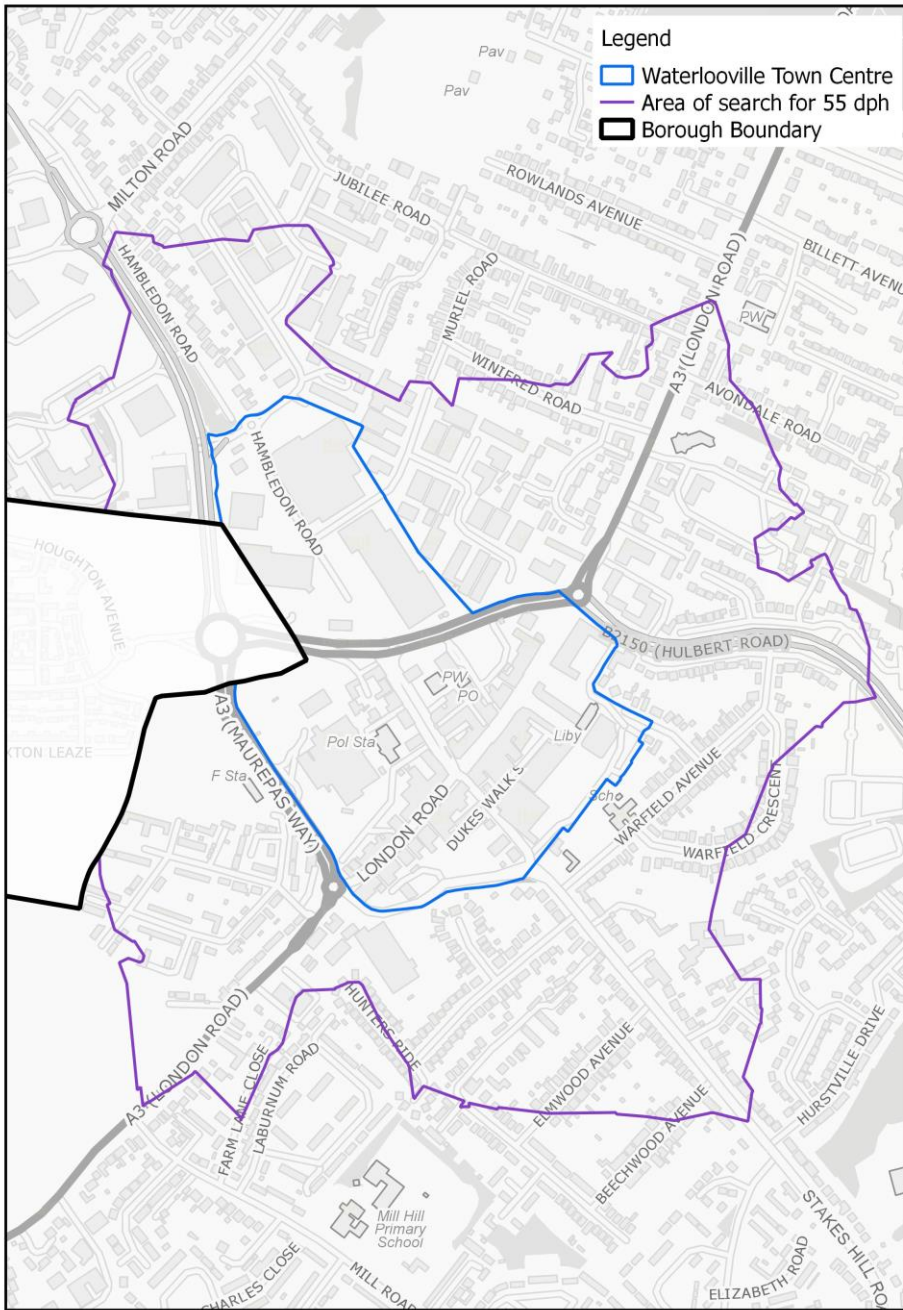 Legend
Waterlooville Town Centre
Area of search for 55 dph
Borough Boundary
Pav
Pav
MILTON ROAD
JUBILEE ROAD
ROWLANDS AVENUE
BILLETT AVENU
HAMBLEDON ROAD
MURIEL ROAD
A3 (LONDON ROAD)
PW
WINIFRED ROAD
AVONDALE ROAD
HAMBLEDON ROAD
HOUGHTON AVENUE
B2150 (HULBERT ROAD)
PW
PO
XTON LEAZE
A3 (MAUREPAS WAY)
Pol Sta
Liby
F Sta
LONDON ROAD
DUKES WALK S
Scho
WARFIELD AVENUE
WARFIELD CRESCENT
A3 (LONDON ROAD)
HUNTERS RIDE
FARM LANE CLOSE
LABURNUM ROAD
ELMWOOD AVENUE
BEECHWOOD AVENUE
HURSTVILLE DRIVE
Mill Hill
Primary
School
STAKES HILL RO
CHARLES CLOSE
MILL ROAD
ELIZABETH ROAD